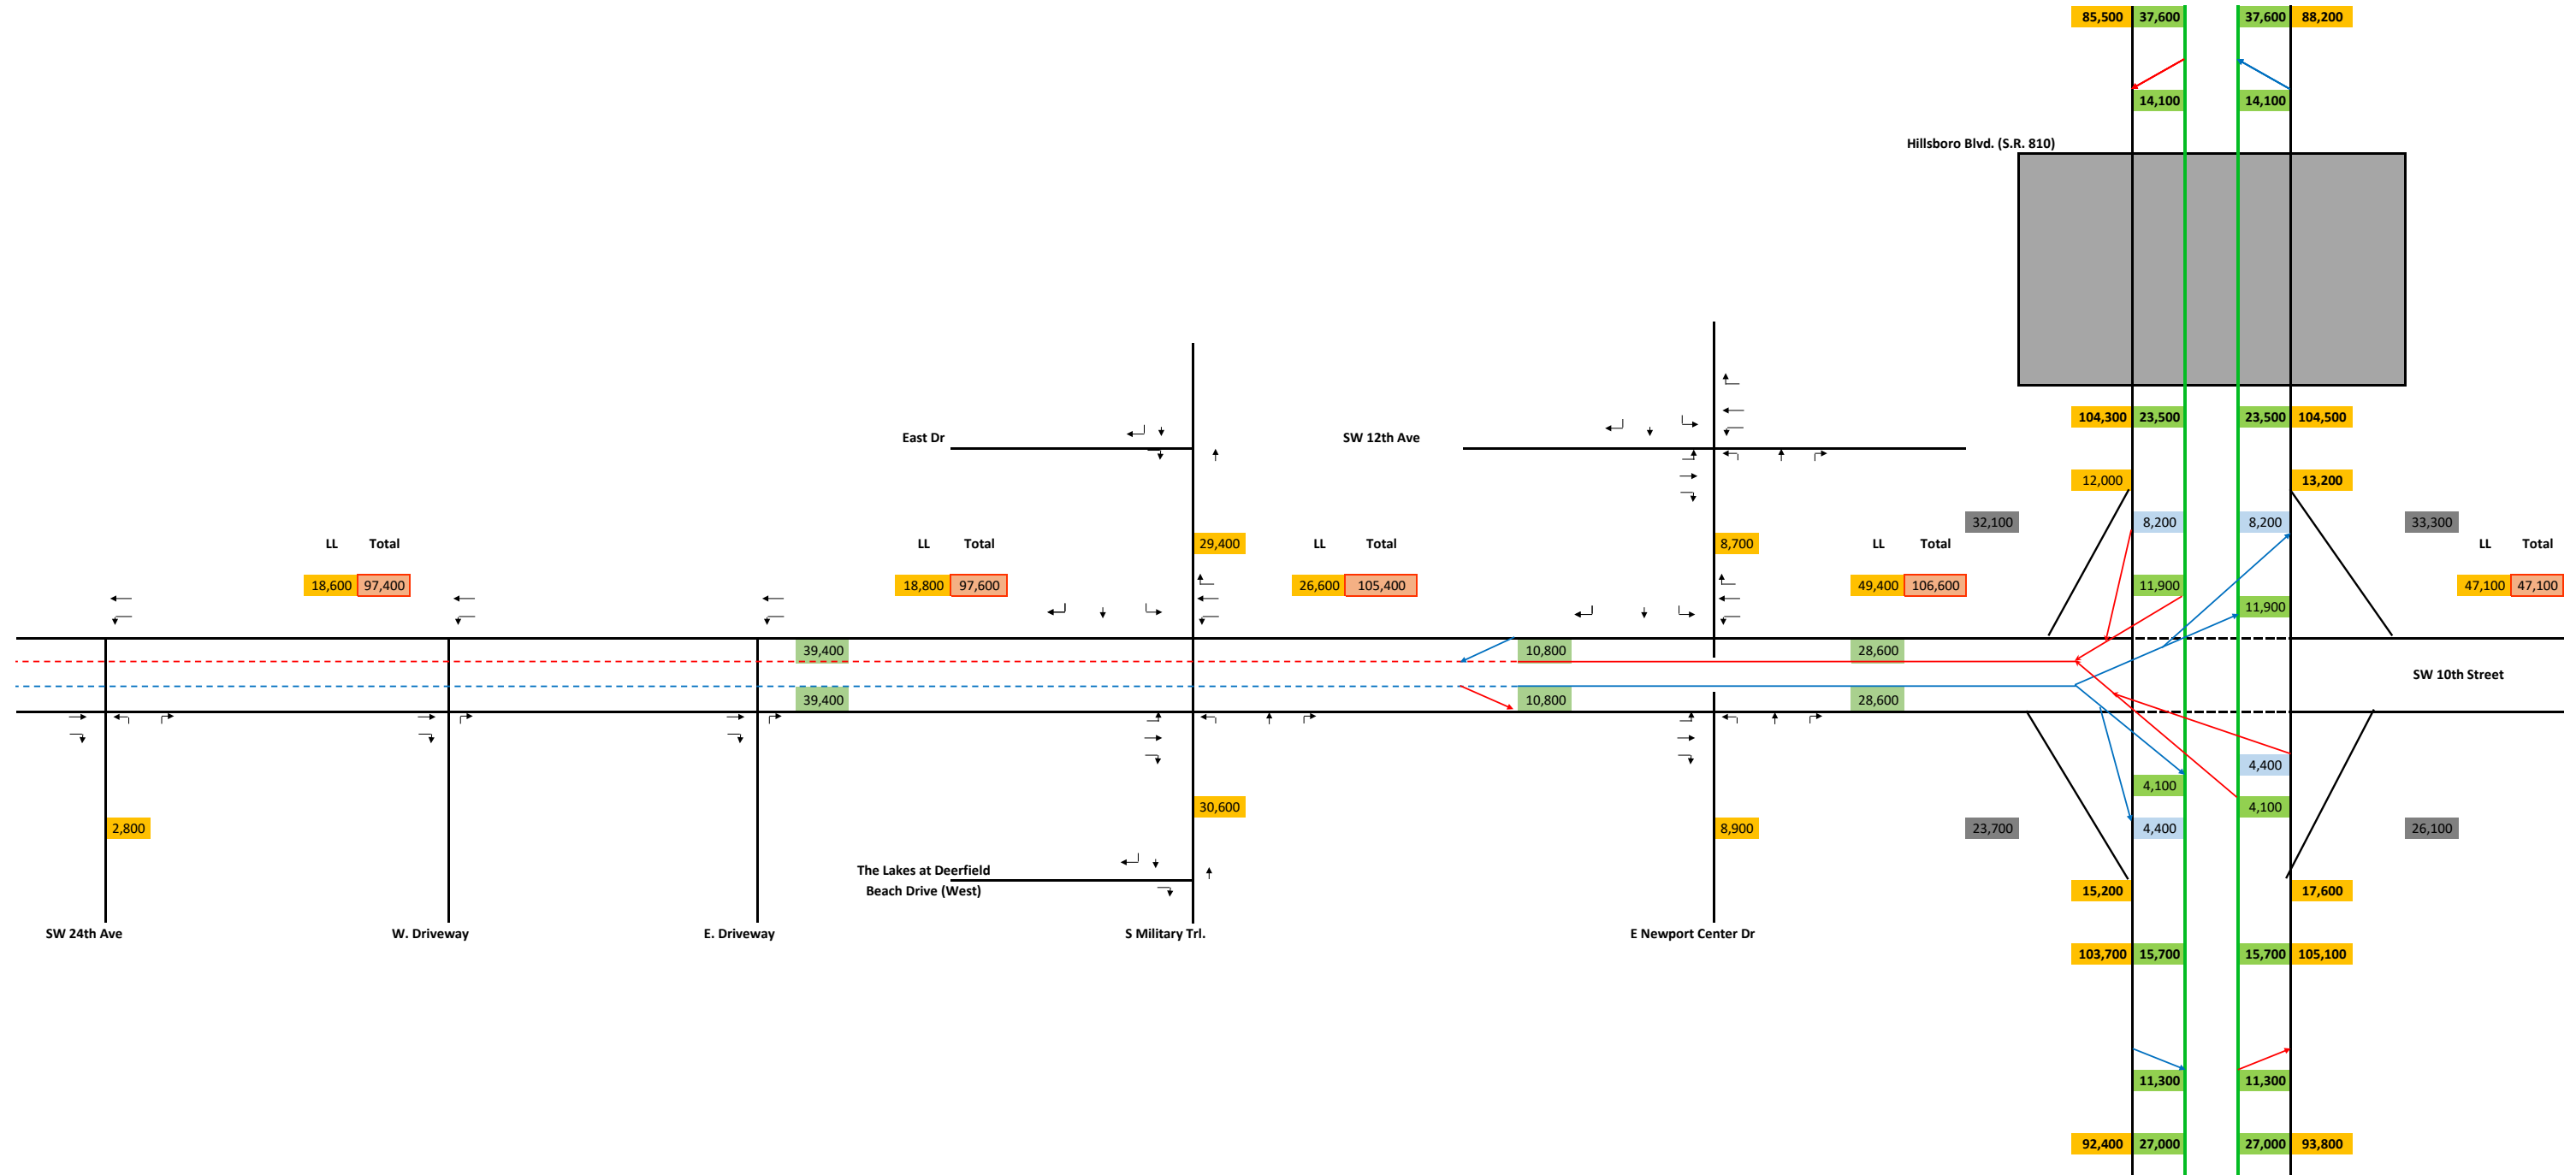 85,500 37,600 37,600 88,200
14,100 14,100
Hillsboro Blvd. (S.R. 810)
104,300 23,500 23,500 104,500
East Dr
SW 12th Ave
12,000 13,200
32,100 8,200 8,200 33,300
LL Total
LL Total
29,400
LL Total
8,700
LL Total
LL Total
18,600 97,400
18,800 97,600
26,600 105,400
49,400 106,600
11,900
47,100 47,100
11,900
39,400
10,800
28,600
SW 10th Street
39,400
10,800
28,600
4,400
4,100
30,600
4,100
2,800
8,900
23,700
4,400
26,100
The Lakes at Deerfield
Beach Drive (West)
15,200 17,600
SW 24th Ave
W. Driveway
E. Driveway
S Military Trl.
E Newport Center Dr
103,700 15,700 15,700 105,100
11,300 11,300
92,400 27,000 27,000 93,800